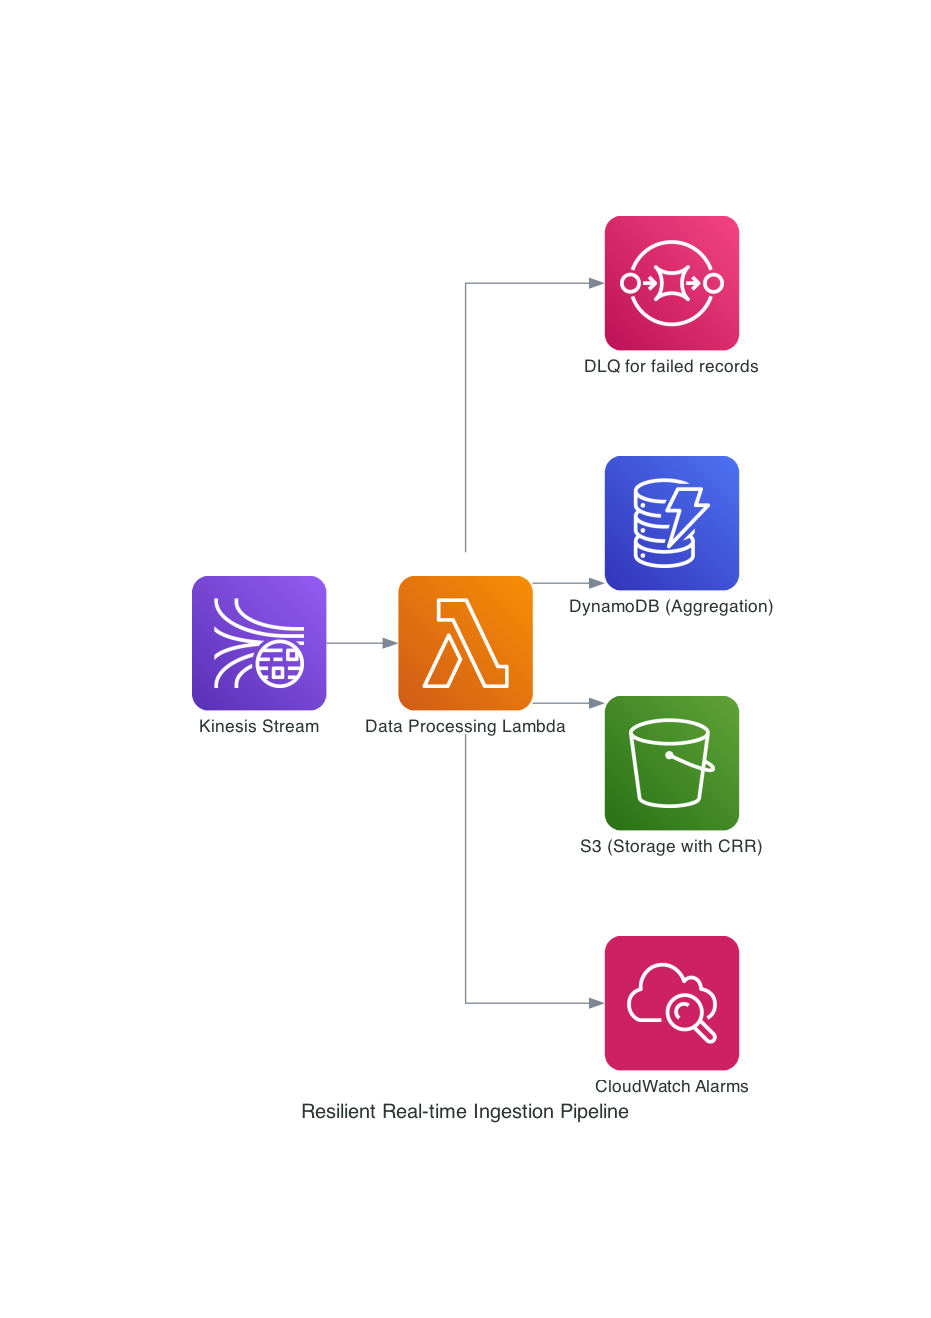 DLQ for failed records
DynamoDB (Aggregation)
Kinesis Stream
Data Processing Lambda
S3 (Storage with CRR)
CloudWatch Alarms
Resilient Real-time Ingestion Pipeline